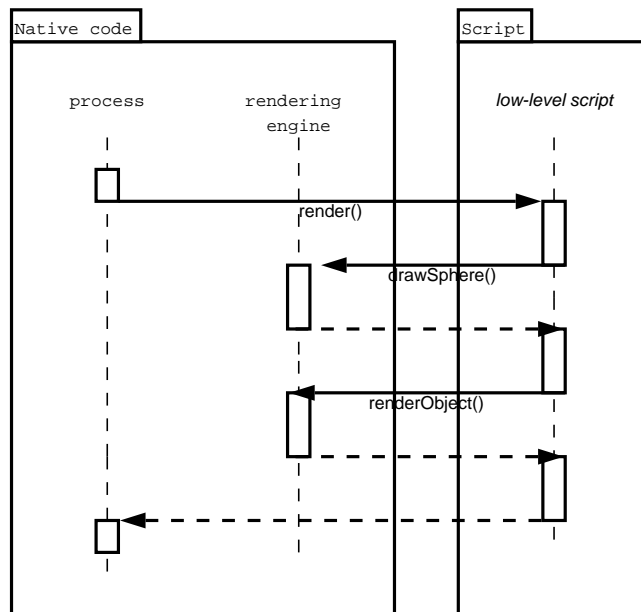 Native code
Script
process
rendering
engine
low-level script
render()
drawSphere()
renderObject()